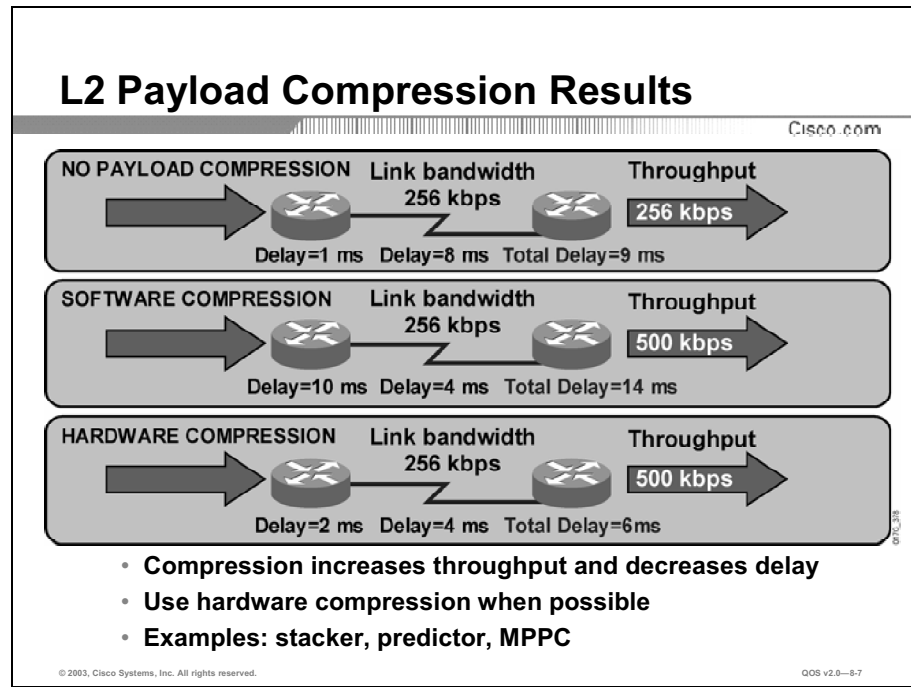 L2 Payload Compression Results
Cisco.com
NO PAYLOAD COMPRESSION
Link bandwidth
256 kbps
Throughput
256 kbps
Delay=1 ms Delay=8 ms Total Delay=9 ms
SOFTWARE COMPRESSION
Link bandwidth
256 kbps
Throughput
500 kbps
Delay=10 ms Delay=4 ms Total Delay=14 ms
HARDWARE COMPRESSION
Link bandwidth
256 kbps
Throughput
500 kbps
Delay=2 ms Delay=4 ms Total Delay=6ms
• Compression increases throughput and decreases delay
• Use hardware compression when possible
• Examples: stacker, predictor, MPPC
© 2003, Cisco Systems, Inc. All rights reserved.
QOS v2.0—8-7